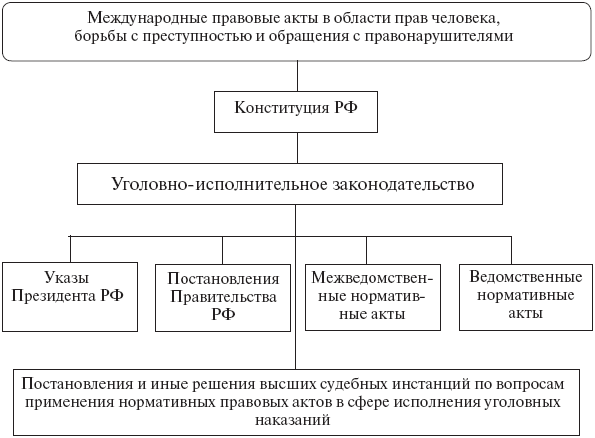 Международные правовые акты в области прав человека,
борьбы с преступностью и обращения с правонарушителями
Конституция РФ
Уголовно-исполнительное законодательство
Указы
Президента РФ
Постановления
Правительства
РФ
Межведомствен-
ные норматив-
ные акты
Ведомственные
нормативные
акты
Постановления и иные решения высших судебных инстанций по вопросам
применения нормативных правовых актов в сфере исполнения уголовных
наказаний